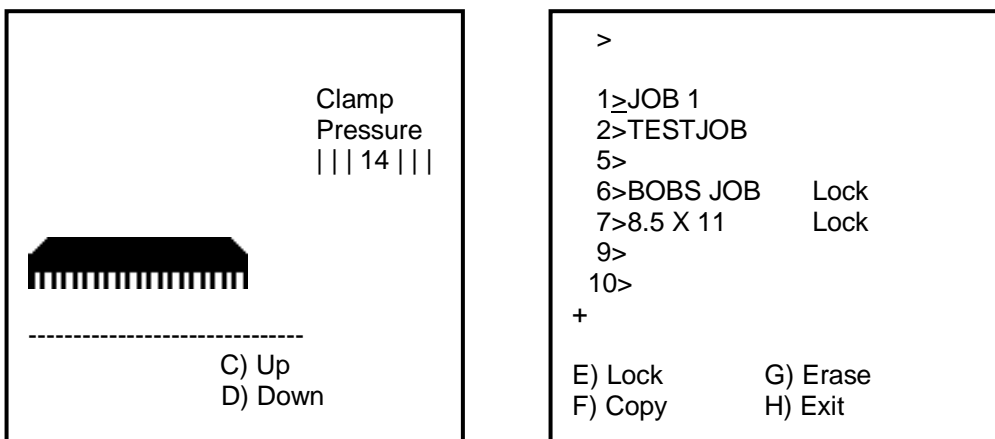 Clamp
Pressure
| | | 14 | | |
-------------------------------
C) Up
D) Down
>
1>JOB 1
2>TESTJOB
5>
6>BOBS JOB Lock
7>8.5 X 11 Lock
9>
10>
+
E) Lock G) Erase
F) Copy H) Exit